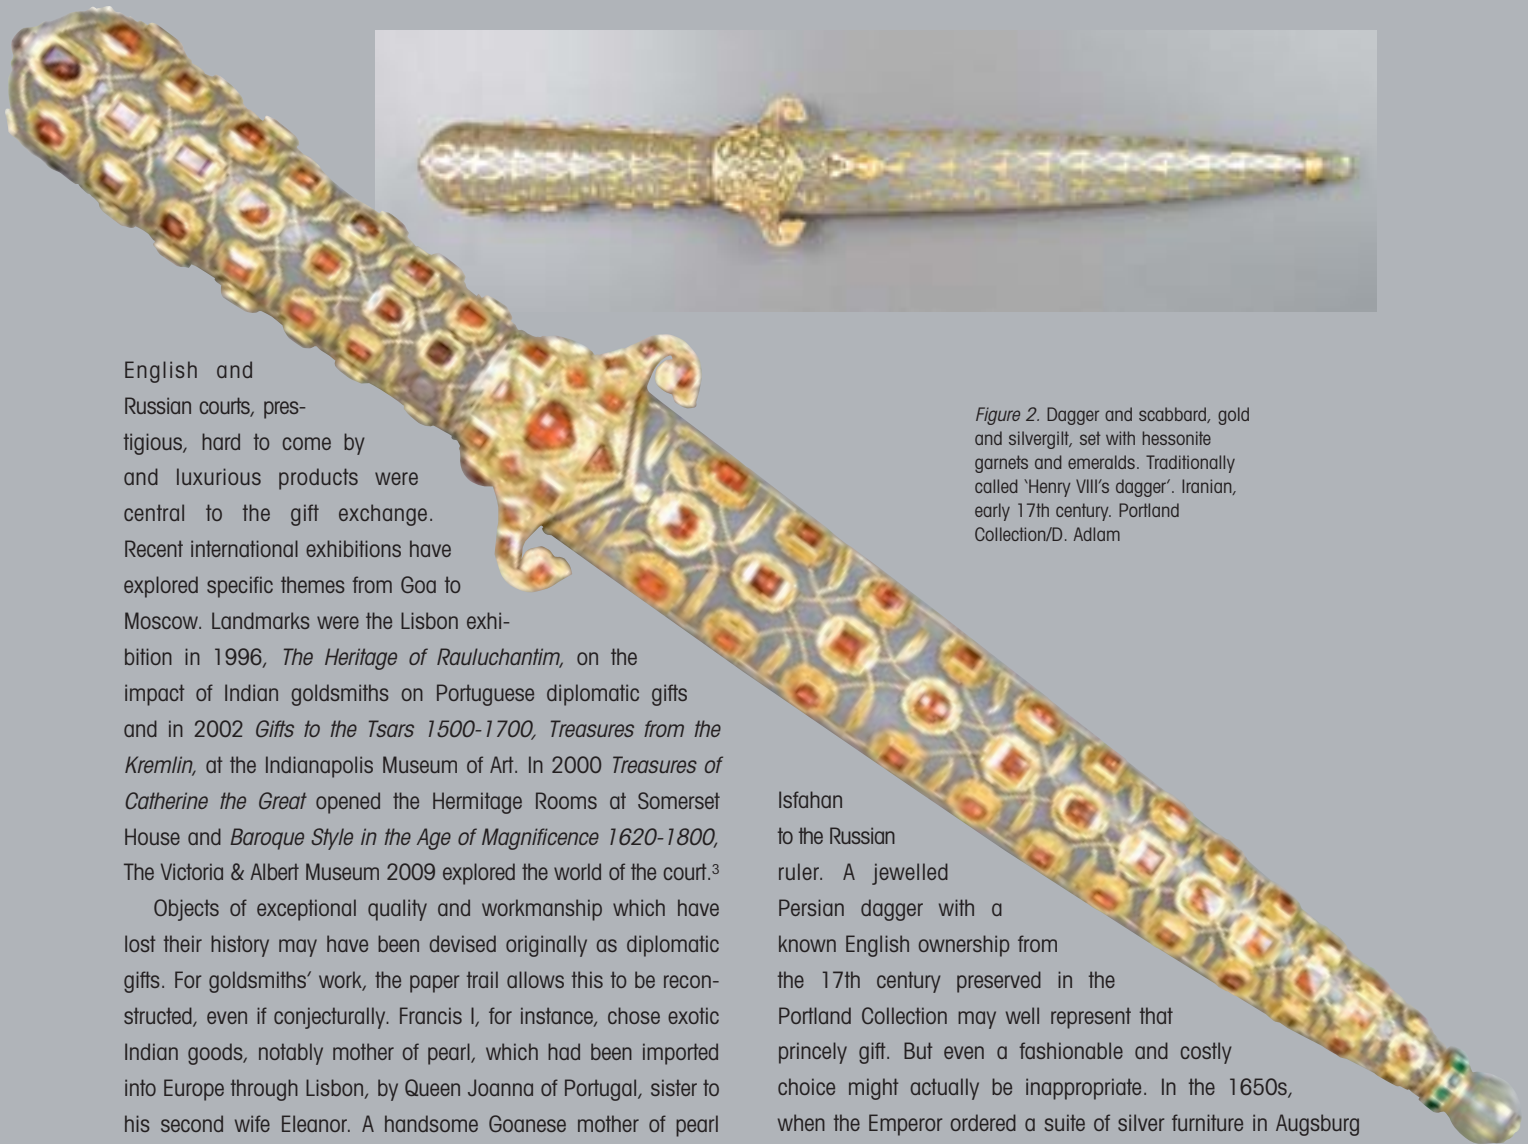 English and
Russian courts, pres-
tigious, hard to come by
and luxurious products were
central to the gift exchange.
Recent international exhibitions have
explored specific themes from Goa to
Moscow. Landmarks were the Lisbon exhi-
bition in 1996, The Heritage of Rauluchantim, on the
impact of Indian goldsmiths on Portuguese diplomatic gifts
and in 2002 Gifts to the Tsars 1500-1700, Treasures from the
Kremlin, at the Indianapolis Museum of Art. In 2000 Treasures of
Catherine the Great opened the Hermitage Rooms at Somerset
House and Baroque Style in the Age of Magnificence 1620-1800,
The Victoria & Albert Museum 2009 explored the world of the court.³
Objects of exceptional quality and workmanship which have
lost their history may have been devised originally as diplomatic
gifts. For goldsmiths’ work, the paper trail allows this to be recon-
structed, even if conjecturally. Francis I, for instance, chose exotic
Indian goods, notably mother of pearl, which had been imported
into Europe through Lisbon, by Queen Joanna of Portugal, sister to
his second wife Eleanor. A handsome Goanese mother of pearl
Figure 2. Dagger and scabbard, gold
and silvergilt, set with hessonite
garnets and emeralds. Traditionally
called ‘Henry VIII’s dagger’. Iranian,
early 17th century. Portland
Collection/D. Adlam
Isfahan
to the Russian
ruler. A jewelled
Persian dagger with a
known English ownership from
the 17th century preserved in the
Portland Collection may well represent that
princely gift. But even a fashionable and costly
choice might actually be inappropriate. In the 1650s,
when the Emperor ordered a suite of silver furniture in Augsburg